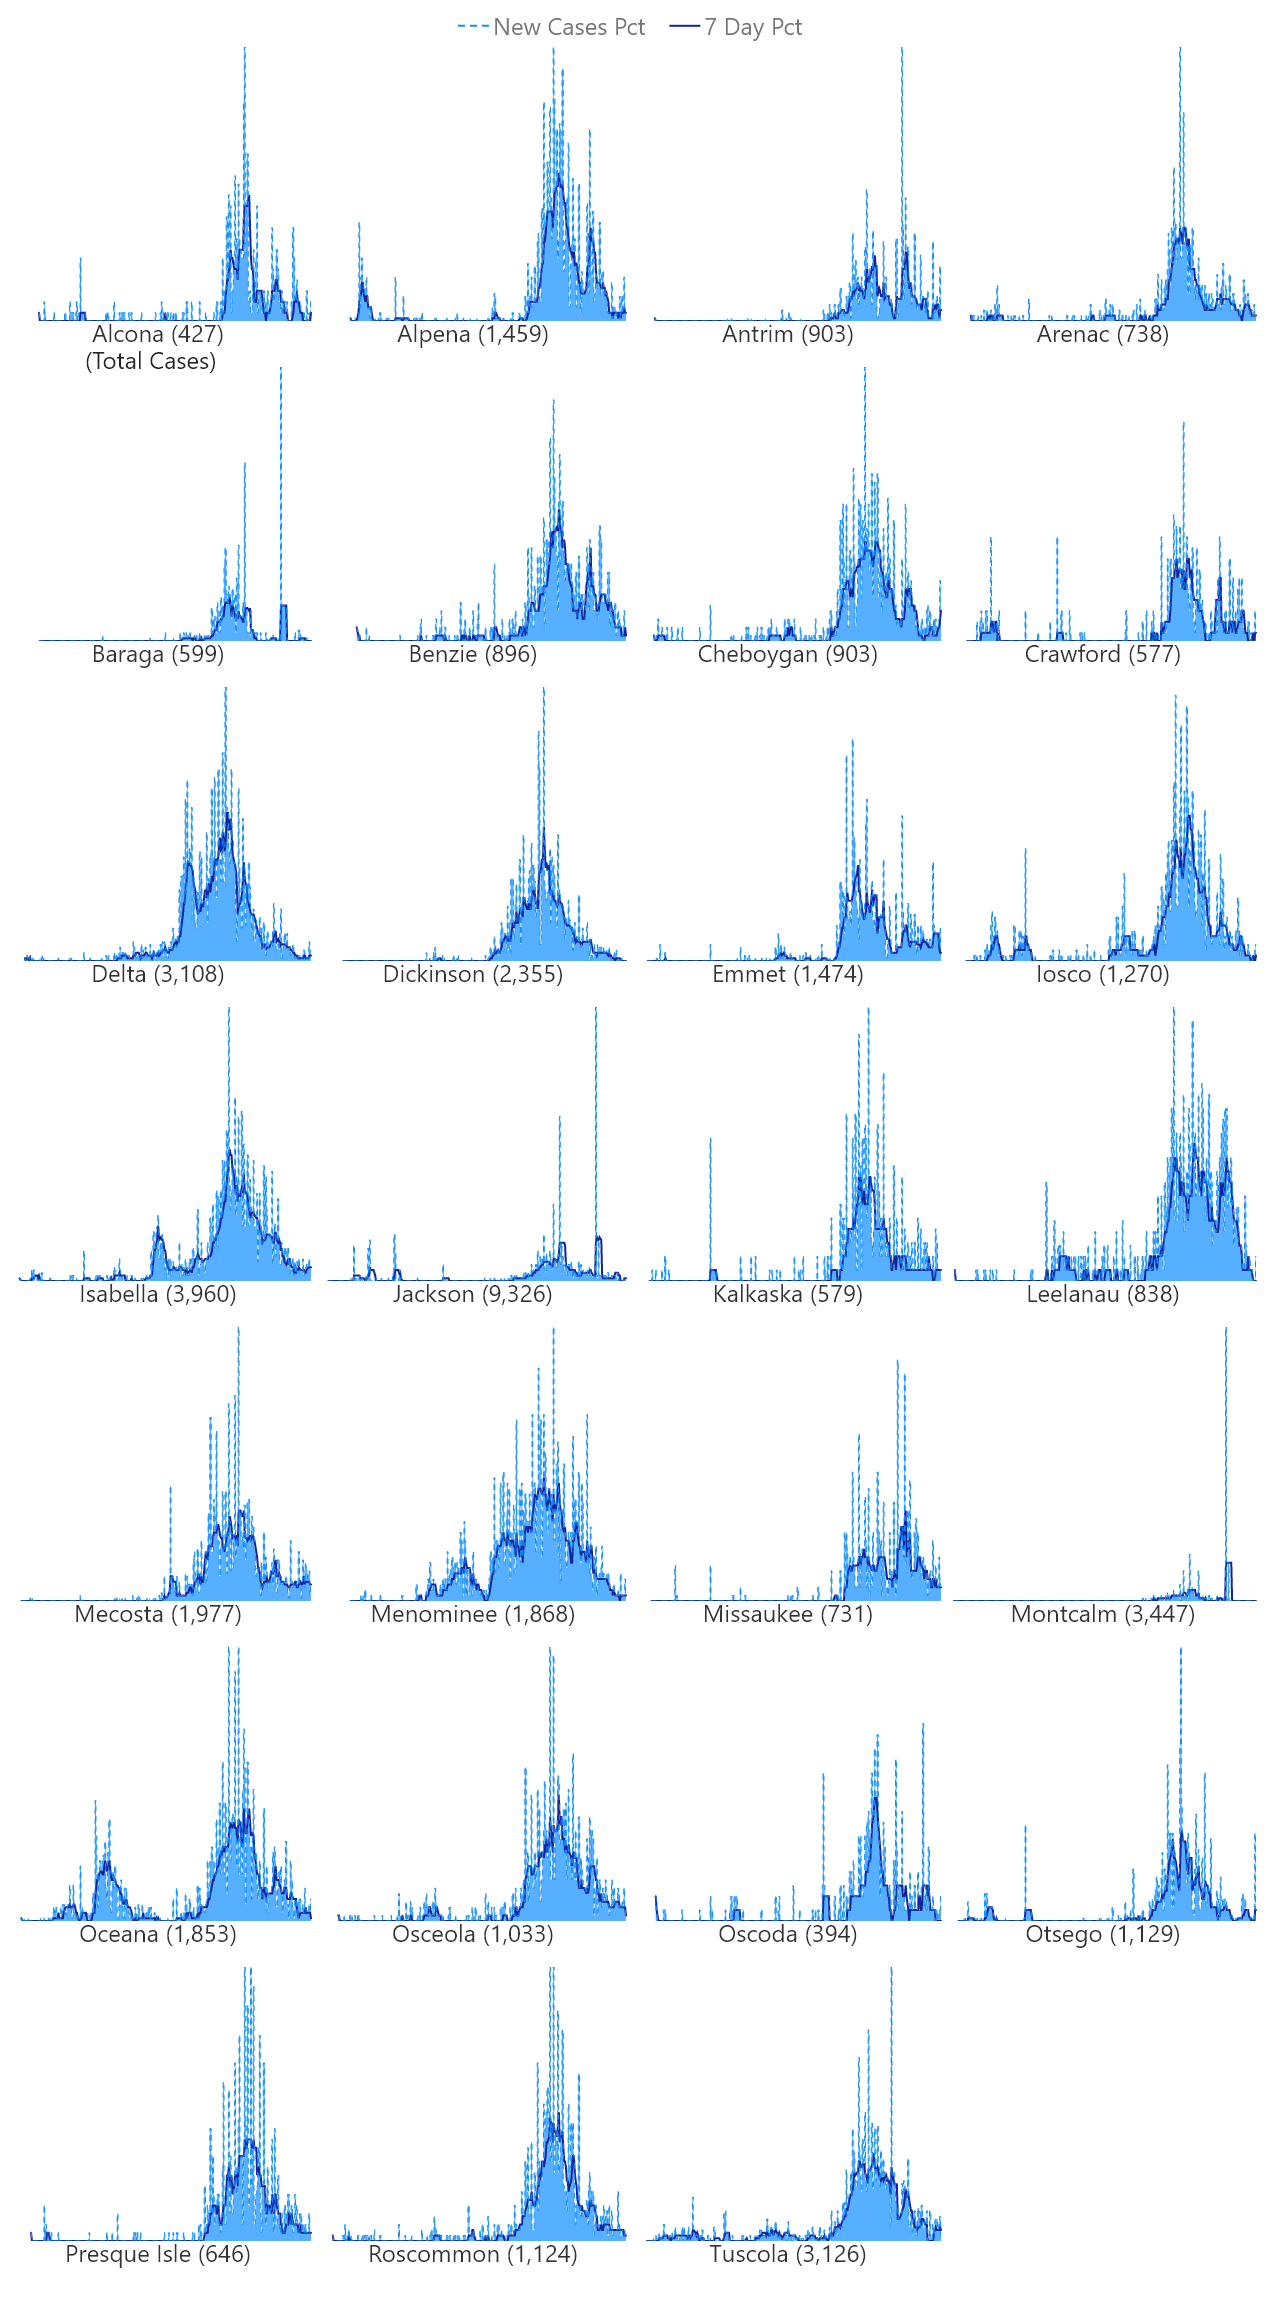 New Cases Pct 7 Day Pct
Alcona (427) Alpena (1,459) Antrim (903) Arenac (738)
(Total Cases)
Baraga (599) Benzie (896) Cheboygan (903) Crawford (577)
Delta (3,108) Dickinson (2,355) Emmet (1,474) Iosco (1,270)
Isabella (3,960) Jackson (9,326) Kalkaska (579) Leelanau (838)
Mecosta (1,977) Menominee (1,868) Missaukee (731) Montcalm (3,447)
Oceana (1,853) Osceola (1,033) Oscoda (394) Otsego (1,129)
Presque Isle (646) Roscommon (1,124) Tuscola (3,126)